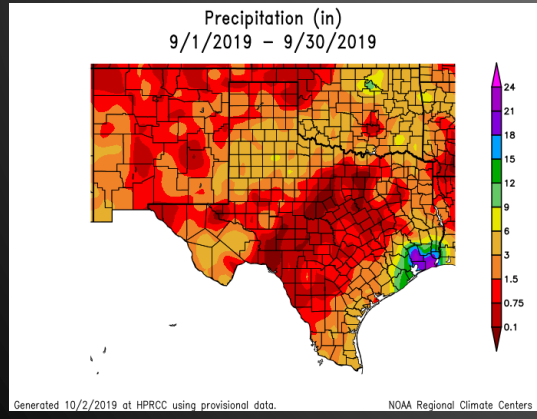 Precipitation (in)
9/1/2019 – 9/30/2019
24
21
18
15
12
9
6
3
1.5
0.75
0.1
Generated 10/2/2019 at HPRCC using provisional data.
NOAA Regional Climate Centers